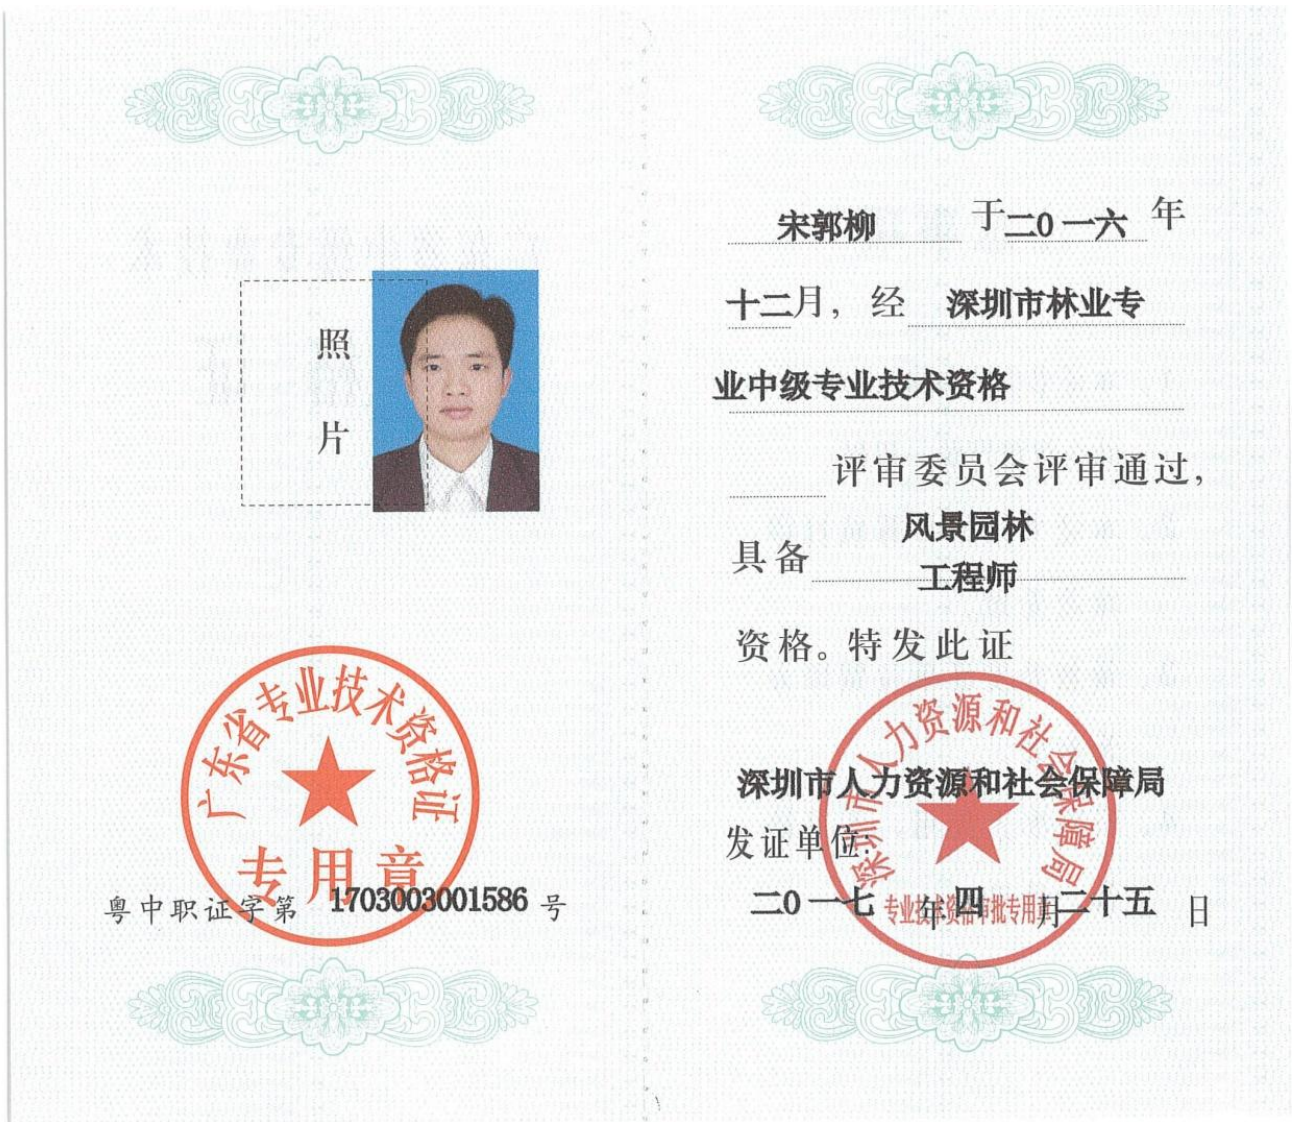 照
片
广东省专业技术资格证
专用章
粤中职证字第 1703003001586 号
宋郭柳 于二0一六 年
十二月，经 深圳市林业专
业中级专业技术资格
评审委员会评审通过，
风景园林
具备 工程师
资格。特发此证
深圳市人力资源和社会保障局
深圳市人力资源和社会保障局
发证单位：
专业技术资格审批专用章
二0一七 年 四 月 二十五 日